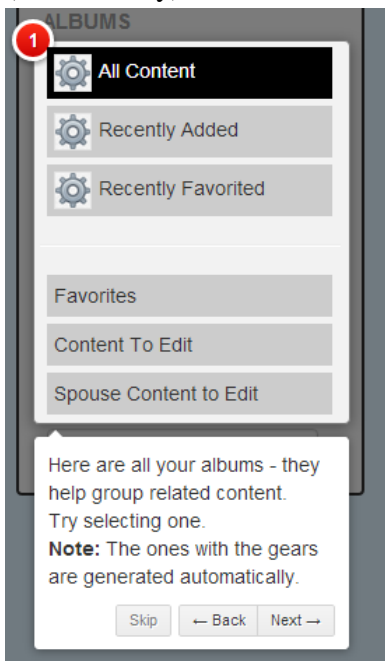 ALBUMS
1
All Content
Recently Added
Recently Favorited
Favorites
Content To Edit
Spouse Content to Edit
Here are all your albums - they
help group related content.
Try selecting one.
Note: The ones with the gears
are generated automatically.
Skip ← Back Next →